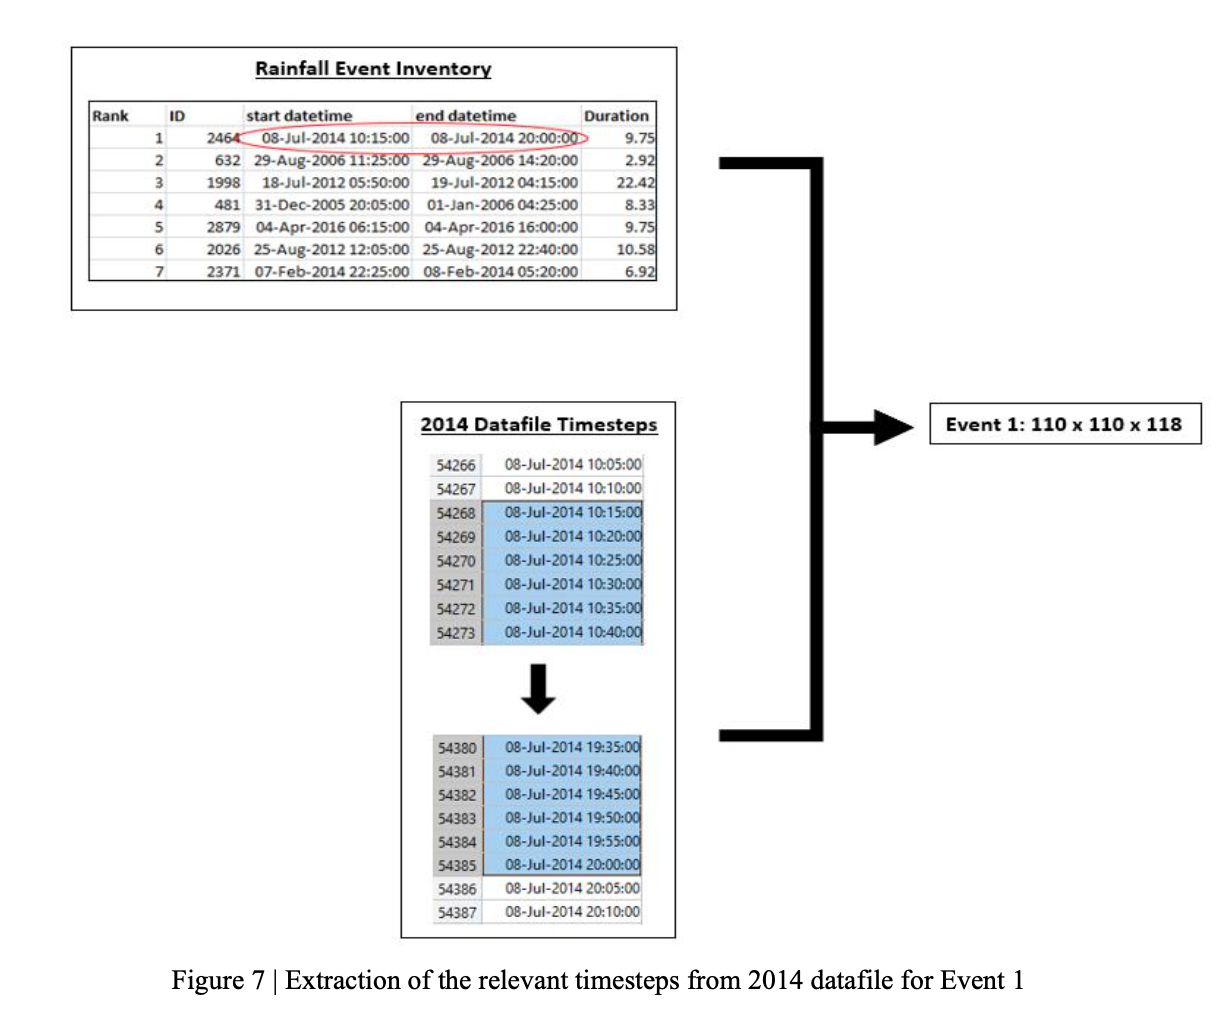 Rainfall Event Inventory
Rank ID start datetime end datetime Duration
1 2464 08-Jul-2014 10:15:00 08-Jul-2014 20:00:00 9.75
2 632 29-Aug-2006 11:25:00 29-Aug-2006 14:20:00 2.92
3 1998 18-Jul-2012 05:50:00 19-Jul-2012 04:15:00 22.42
4 481 31-Dec-2005 20:05:00 01-Jan-2006 04:25:00 8.33
5 2879 04-Apr-2016 06:15:00 04-Apr-2016 16:00:00 9.75
6 2026 25-Aug-2012 12:05:00 25-Aug-2012 22:40:00 10.58
7 2371 07-Feb-2014 22:25:00 08-Feb-2014 05:20:00 6.92
2014 Datafile Timesteps
54266 08-Jul-2014 10:05:00
54267 08-Jul-2014 10:10:00
54268 08-Jul-2014 10:15:00
54269 08-Jul-2014 10:20:00
54270 08-Jul-2014 10:25:00
54271 08-Jul-2014 10:30:00
54272 08-Jul-2014 10:35:00
54273 08-Jul-2014 10:40:00
54380 08-Jul-2014 19:35:00
54381 08-Jul-2014 19:40:00
54382 08-Jul-2014 19:45:00
54383 08-Jul-2014 19:50:00
54384 08-Jul-2014 19:55:00
54385 08-Jul-2014 20:00:00
54386 08-Jul-2014 20:05:00
54387 08-Jul-2014 20:10:00
Event 1: 110 x 110 x 118
Figure 7 | Extraction of the relevant timesteps from 2014 datafile for Event 1